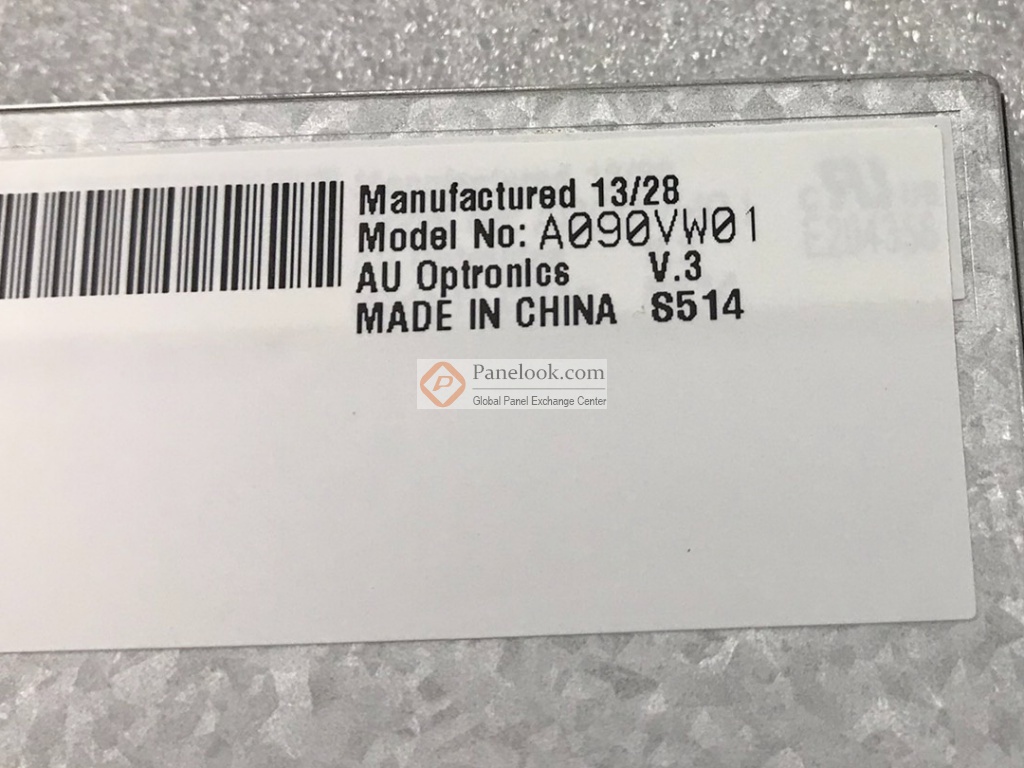 Manufactured 13/28
Model No: A090VW01
AU Optronics V.3
MADE IN CHINA S514
Panelook.com
Global Panel Exchange Center